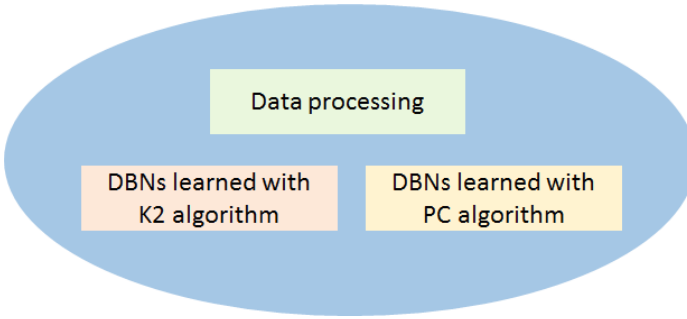 Data processing
DBNs learned with
K2 algorithm
DBNs learned with
PC algorithm